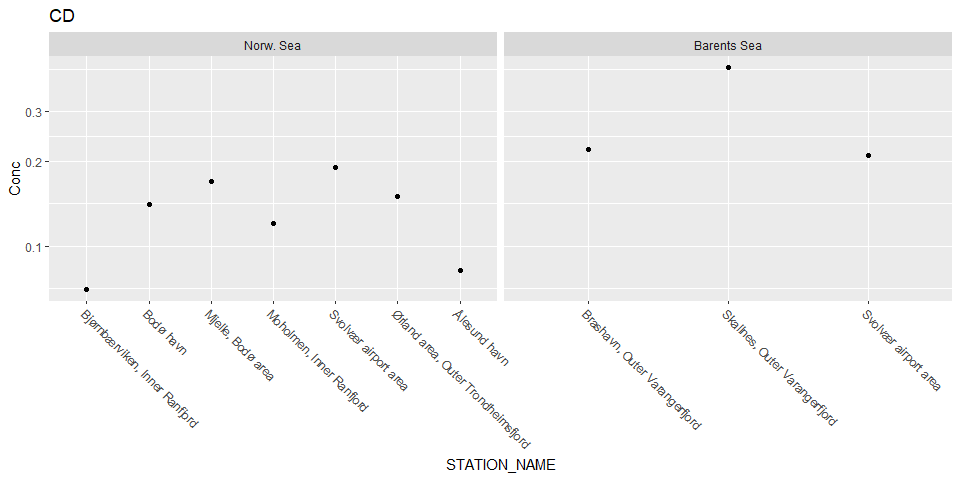 CD
Norw. Sea
Barents Sea
Conc
0.3
0.2
0.1
Bjørnbærviken, Inner Ranfjord
Bodø havn
Mjelle, Bodø area
Moholmen, Inner Ranfjord
Svolvær airport area
Ørland area, Outer Trondheimsfjord
Ålesund havn
Brashavn, Outer Varangerfjord
Skallnes, Outer Varangerfjord
Svolvær airport area
STATION_NAME